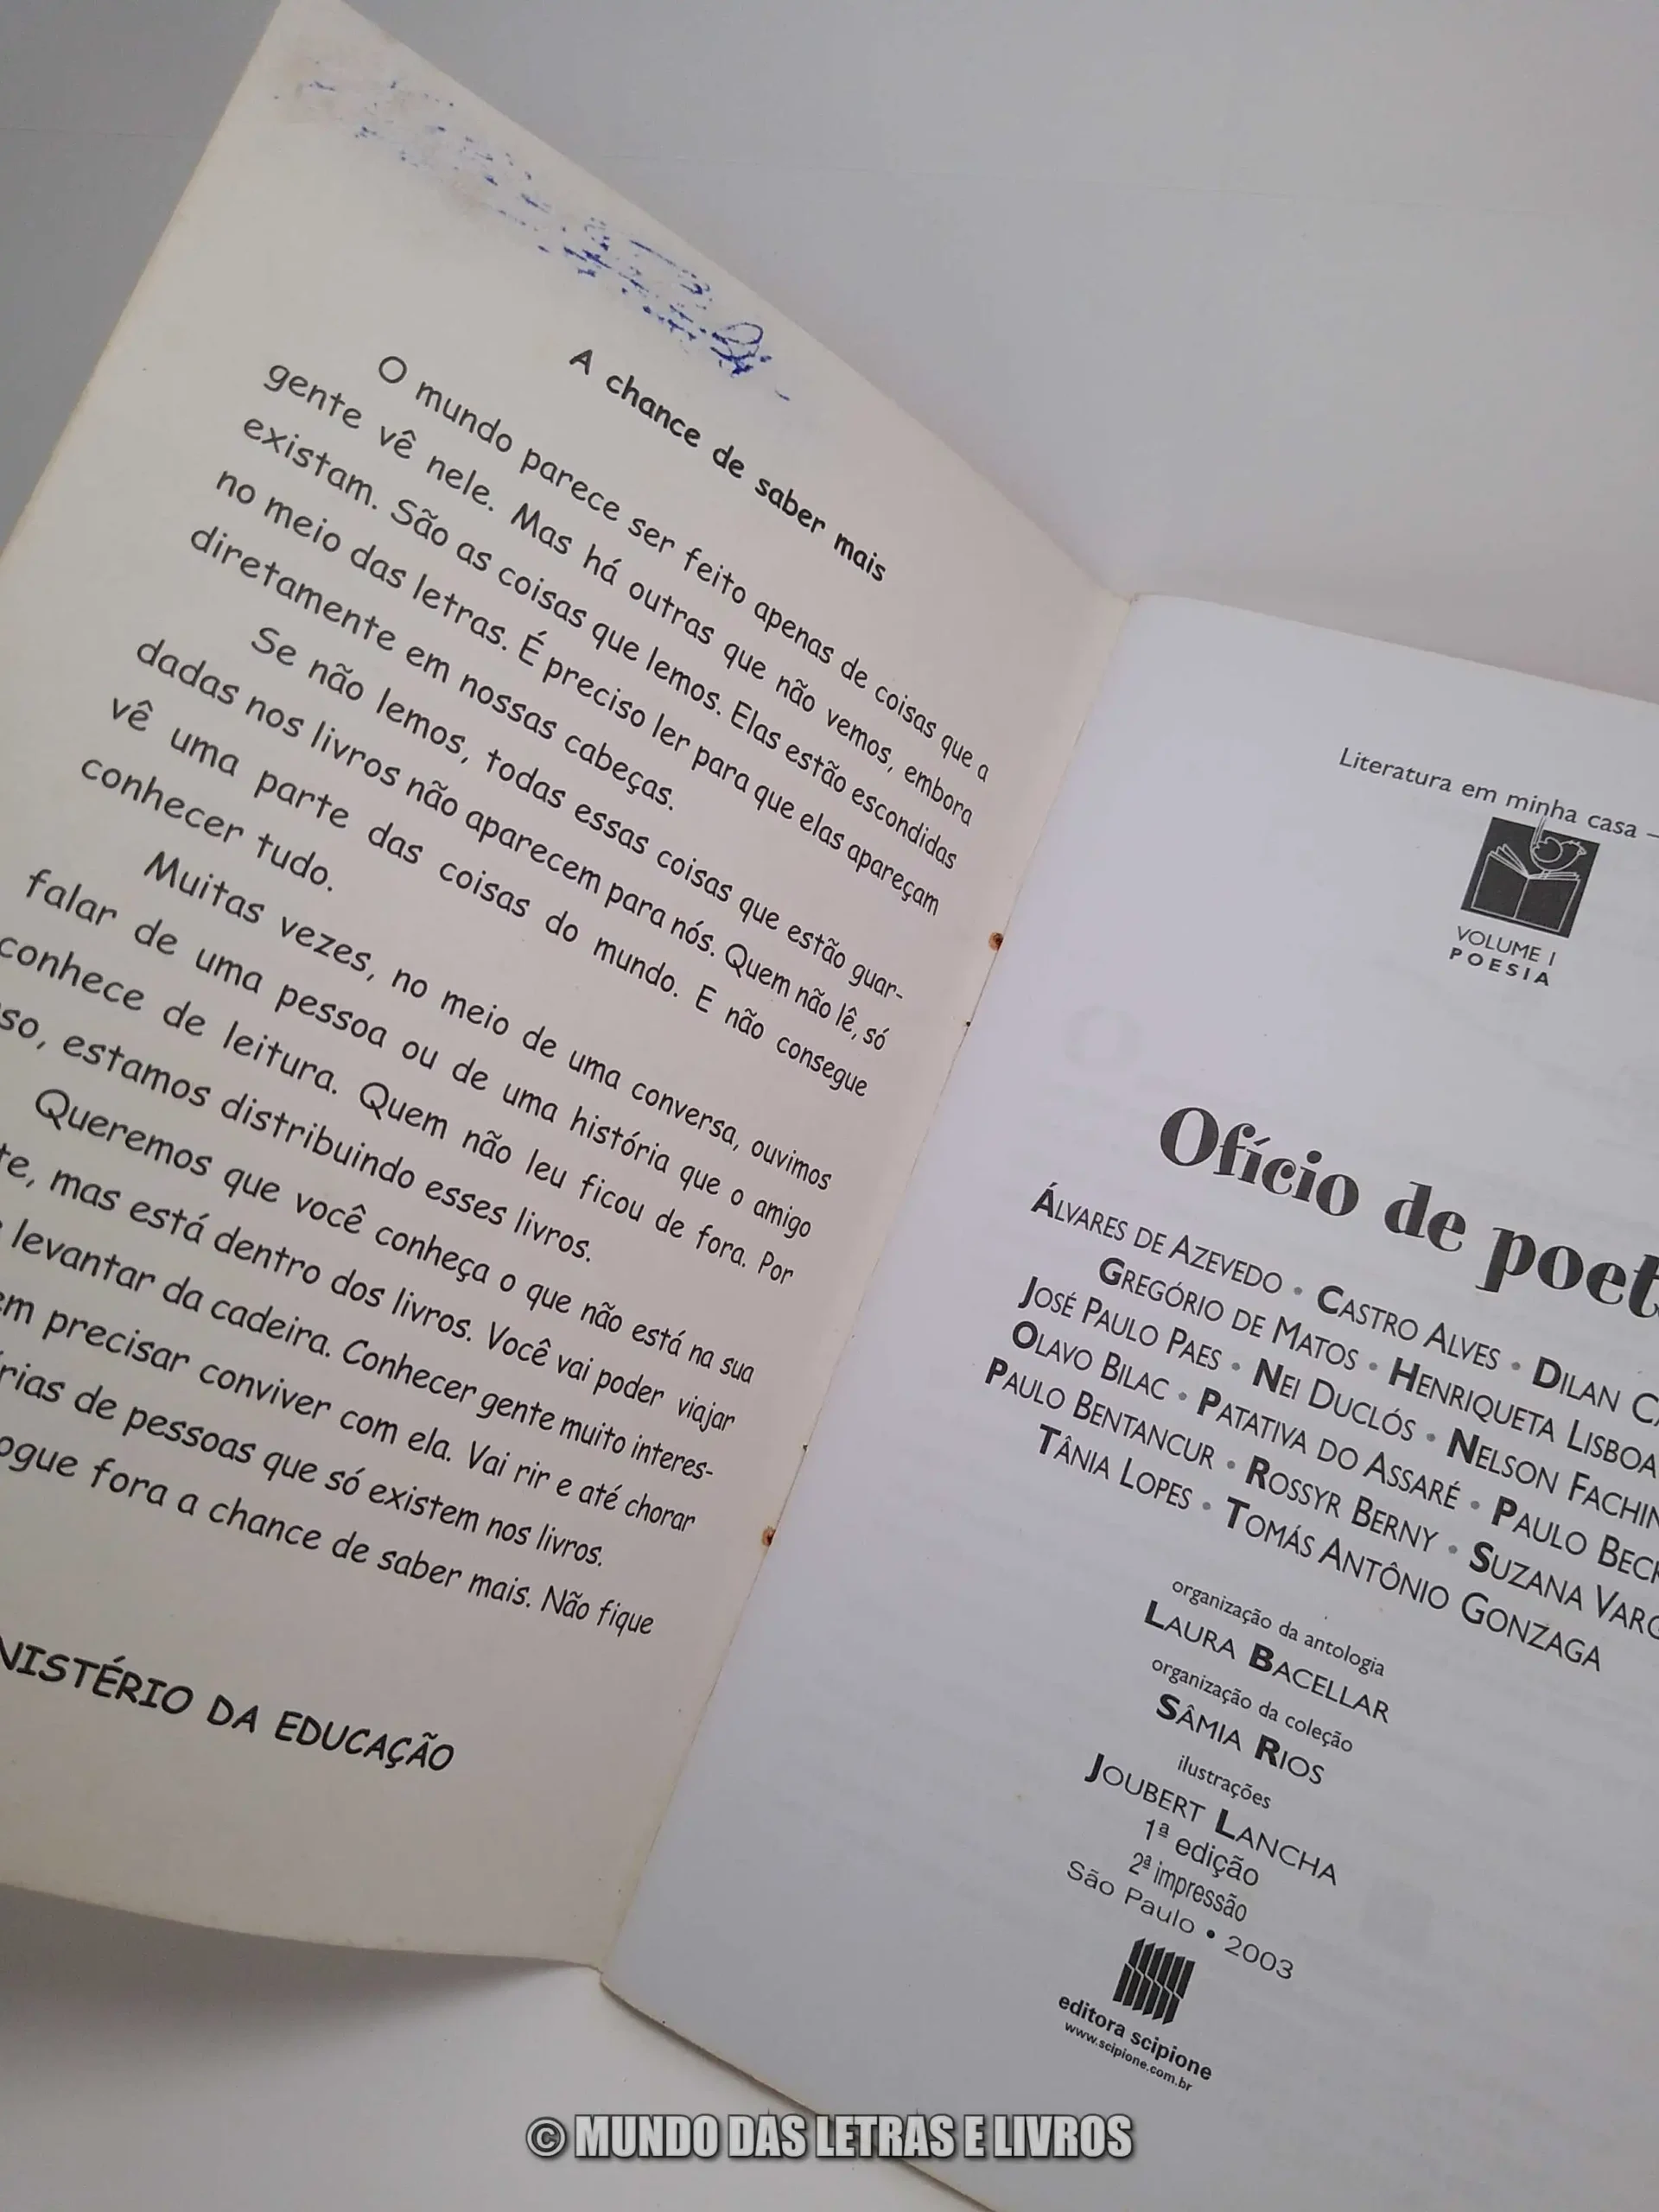 A chance de saber mais
O mundo parece ser feito apenas de coisas que a
gente vê nele. Mas há outras que não vemos, embora
existam. São as coisas que lemos. Elas estão escondidas
no meio das letras. É preciso ler para que elas apareçam
diretamente em nossas cabeças.
Se não lemos, todas essas coisas que estão guar-
dadas nos livros não aparecem para nós. Quem não lê, só
vê uma parte das coisas do mundo. E não consegue
conhecer tudo.
Muitas vezes, no meio de uma conversa, ouvimos
falar de uma pessoa ou de uma história que o amigo
conhece de leitura. Quem não leu ficou de fora. Por
so, estamos distribuindo esses livros.
Queremos que você conheça o que não está na sua
te, mas está dentro dos livros. Você vai poder viajar
levantar da cadeira. Conhecer gente muito interes-
em precisar conviver com ela. Vai rir e até chorar
rias de pessoas que só existem nos livros.
ogue fora a chance de saber mais. Não fique
NISTÉRIO DA EDUCAÇÃO
Literatura em minha casa –
VOLUME 1
POESIA
Ofício de poet
ÁLVARES DE AZEVEDO • CASTRO ALVES • DILAN CA
GREGÓRIO DE MATOS • HENRIQUETA LISBOA
JOSÉ PAULO PAES • NEI DUCLÓS • NELSON FACHIN
OLAVO BILAC • PATATIVA DO ASSARÉ • PAULO BECK
PAULO BENTANCUR • ROSSYR BERNY • SUZANA VARG
TÂNIA LOPES • TOMÁS ANTÔNIO GONZAGA
organização da antologia
LAURA BACELLAR
organização da coleção
SÂMIA RIOS
ilustrações
JOUBERT LANCHA
1ª edição
2ª impressão
São Paulo • 2003
editora scipione
www.scipione.com.br
© MUNDO DAS LETRAS E LIVROS